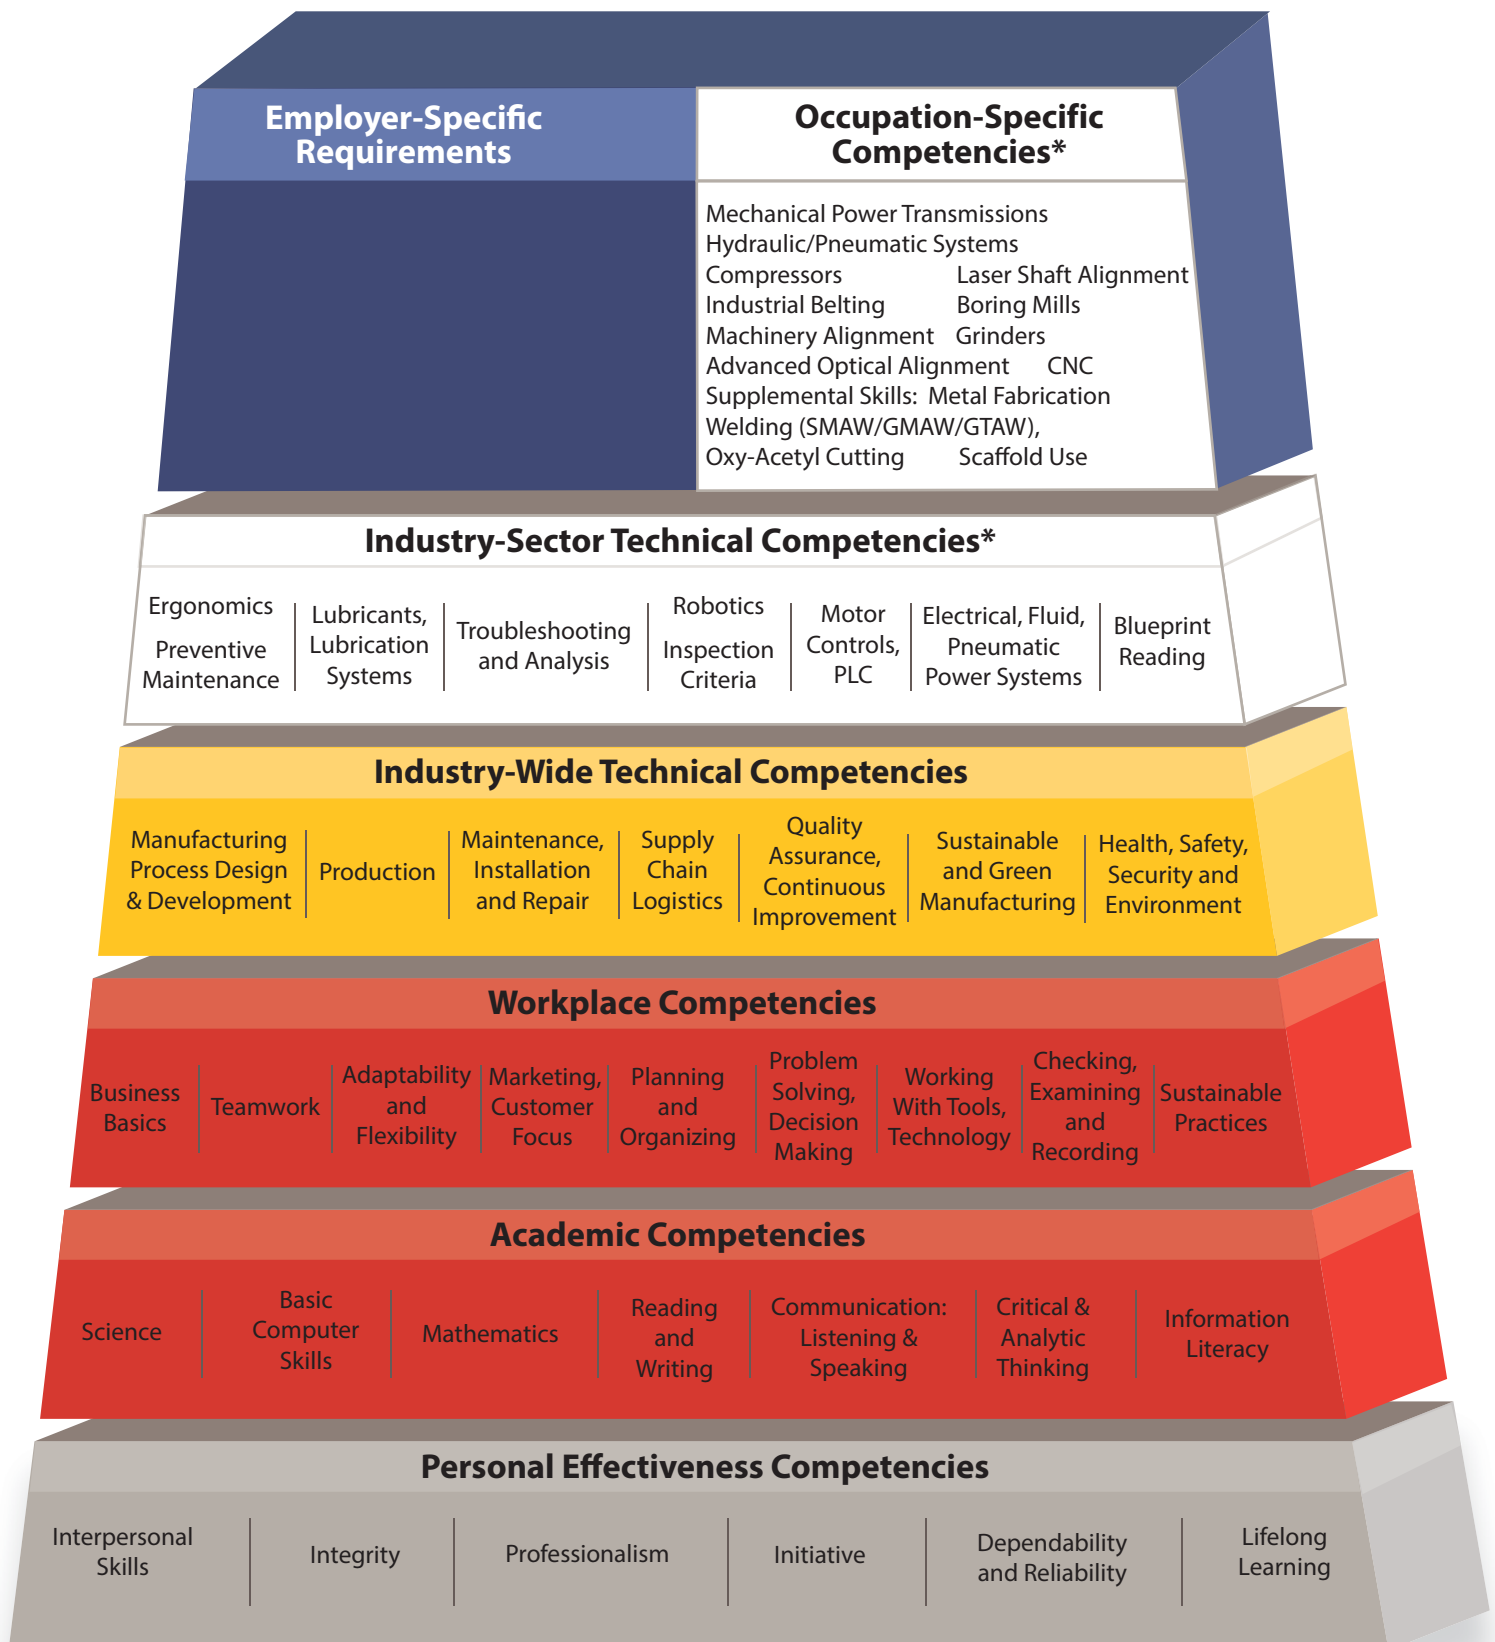 Employer-Specific
Requirements
Occupation-Specific
Competencies*
Mechanical Power Transmissions
Hydraulic/Pneumatic Systems
Compressors Laser Shaft Alignment
Industrial Belting Boring Mills
Machinery Alignment Grinders
Advanced Optical Alignment CNC
Supplemental Skills: Metal Fabrication
Welding (SMAW/GMAW/GTAW),
Oxy-Acetyl Cutting Scaffold Use
Industry-Sector Technical Competencies*
Ergonomics
Preventive
Maintenance
Lubricants,
Lubrication
Systems
Troubleshooting
and Analysis
Robotics
Inspection
Criteria
Motor
Controls,
PLC
Electrical, Fluid,
Pneumatic
Power Systems
Blueprint
Reading
Industry-Wide Technical Competencies
Manufacturing
Process Design
& Development
Production
Maintenance,
Installation
and Repair
Supply
Chain
Logistics
Quality
Assurance,
Continuous
Improvement
Sustainable
and Green
Manufacturing
Health, Safety,
Security and
Environment
Workplace Competencies
Business
Basics
Teamwork
Adaptability
and
Flexibility
Marketing,
Customer
Focus
Planning
and
Organizing
Problem
Solving,
Decision
Making
Working
With Tools,
Technology
Checking,
Examining
and
Recording
Sustainable
Practices
Academic Competencies
Science
Basic
Computer
Skills
Mathematics
Reading
and
Writing
Communication:
Listening &
Speaking
Critical &
Analytic
Thinking
Information
Literacy
Personal Effectiveness Competencies
Interpersonal
Skills
Integrity
Professionalism
Initiative
Dependability
and Reliability
Lifelong
Learning